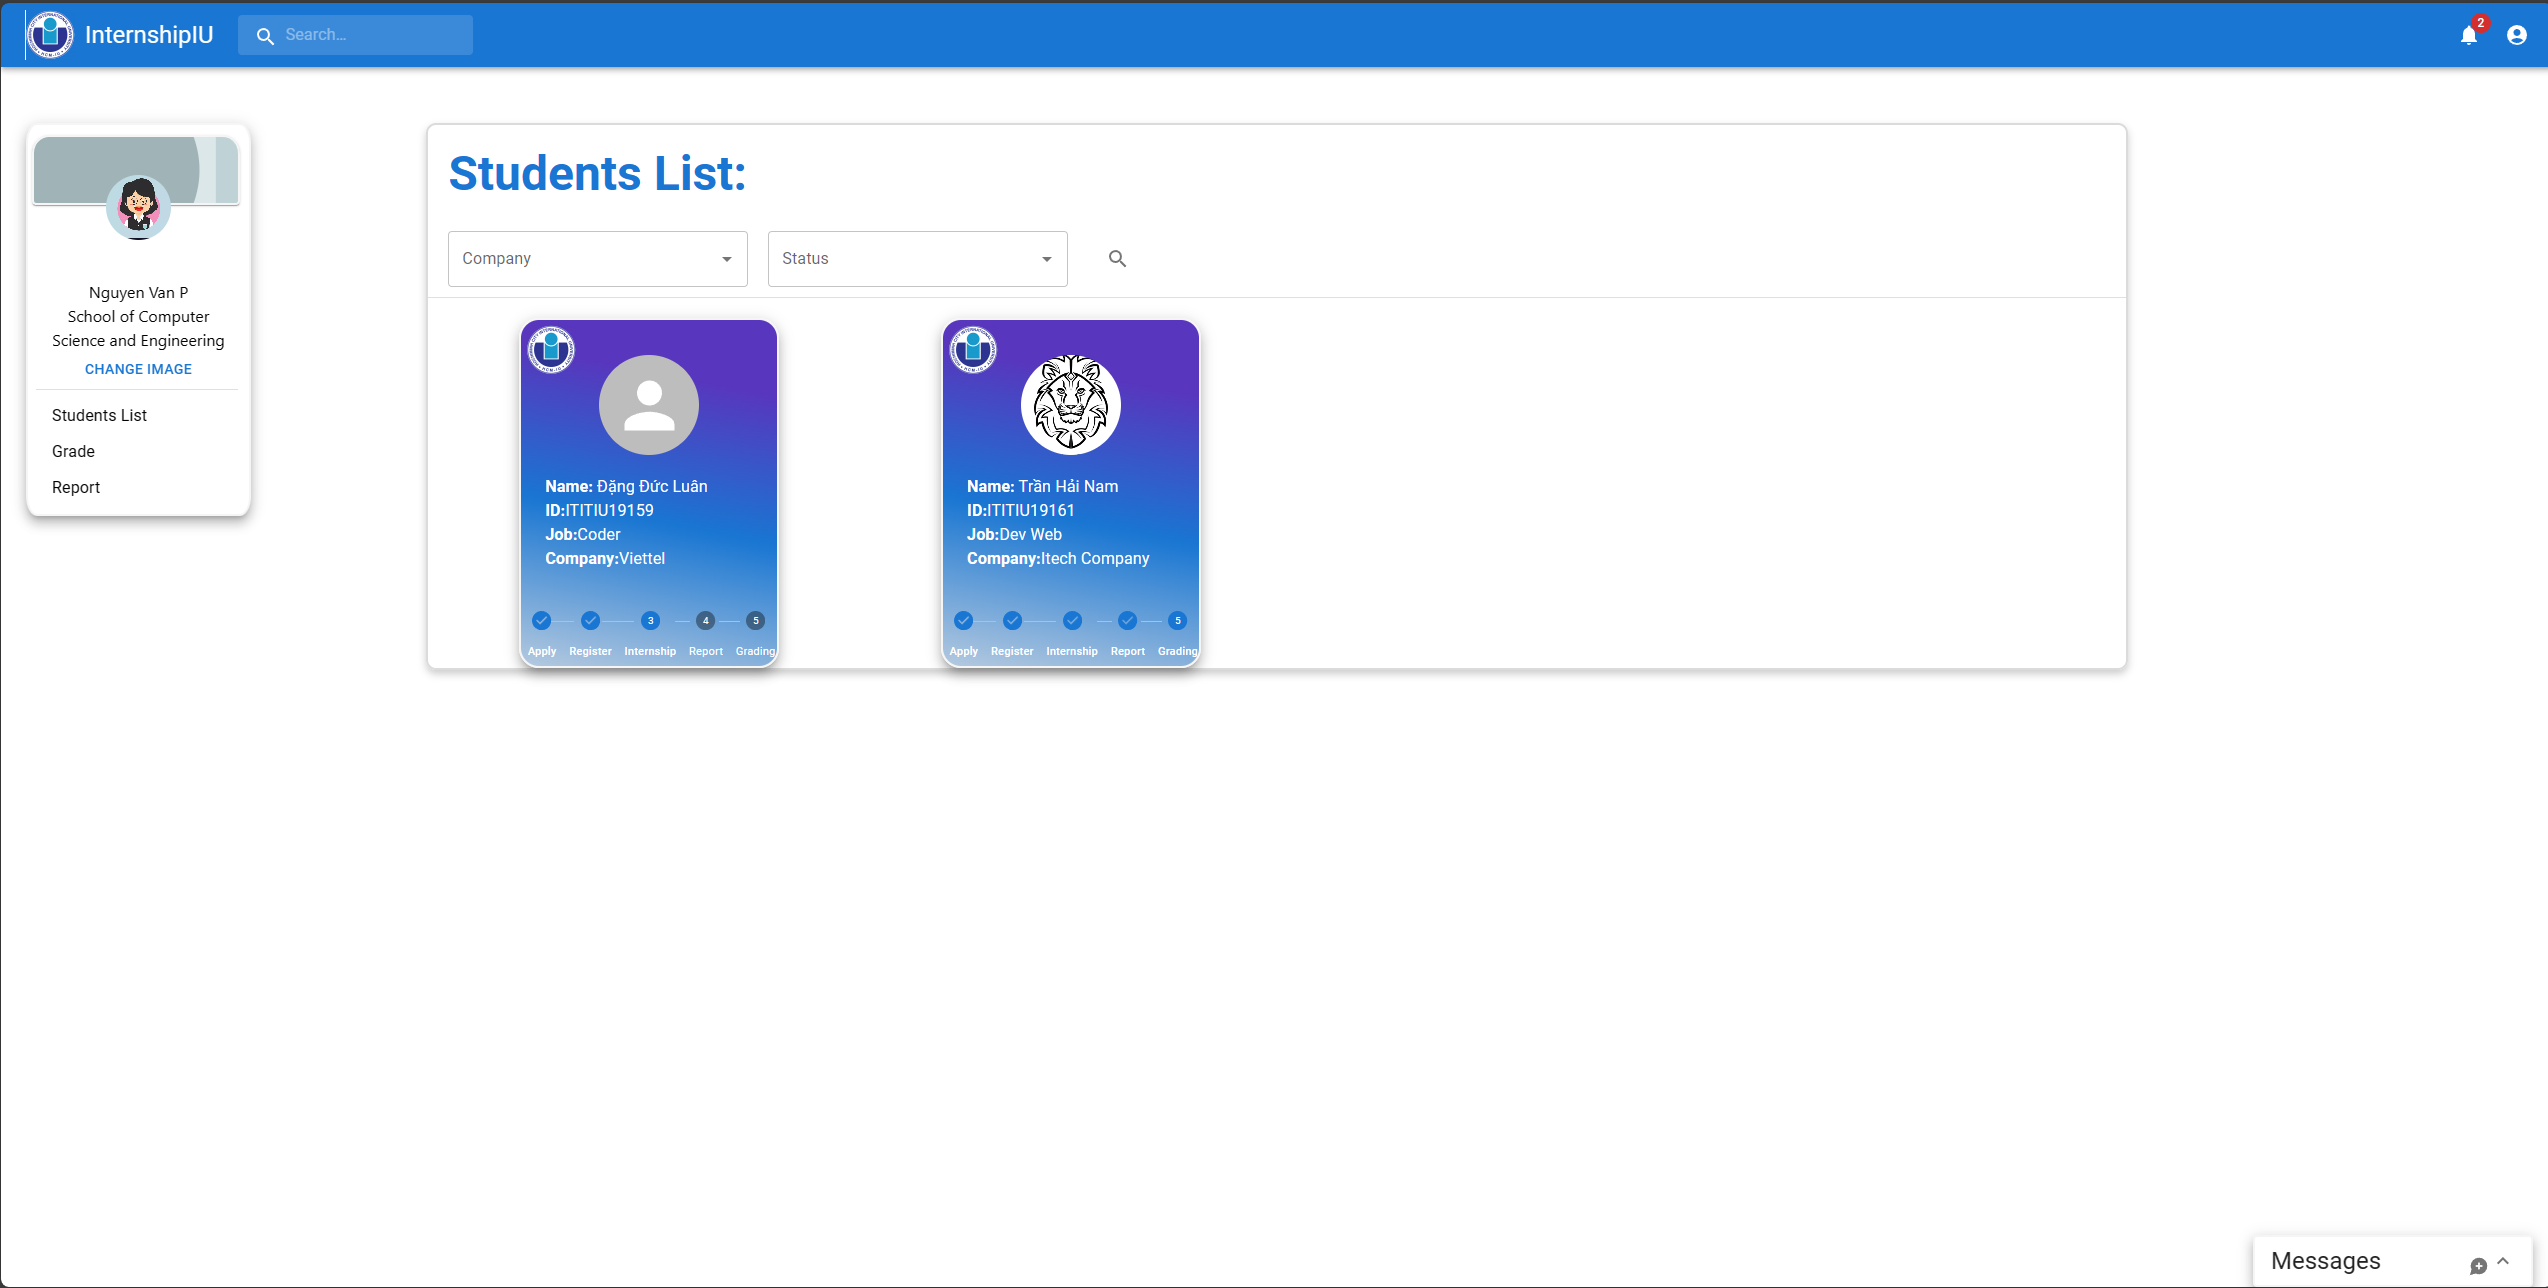 InternshipIU
Search...
2
Nguyen Van P
School of Computer
Science and Engineering
CHANGE IMAGE
Students List
Grade
Report
Students List:
Company
Status
Name: Đặng Đức Luân
ID:ITITIU19159
Job:Coder
Company:Viettel
3 4 5
Apply Register Internship Report Grading
Name: Trần Hải Nam
ID:ITITIU19161
Job:Dev Web
Company:Itech Company
5
Apply Register Internship Report Grading
Messages